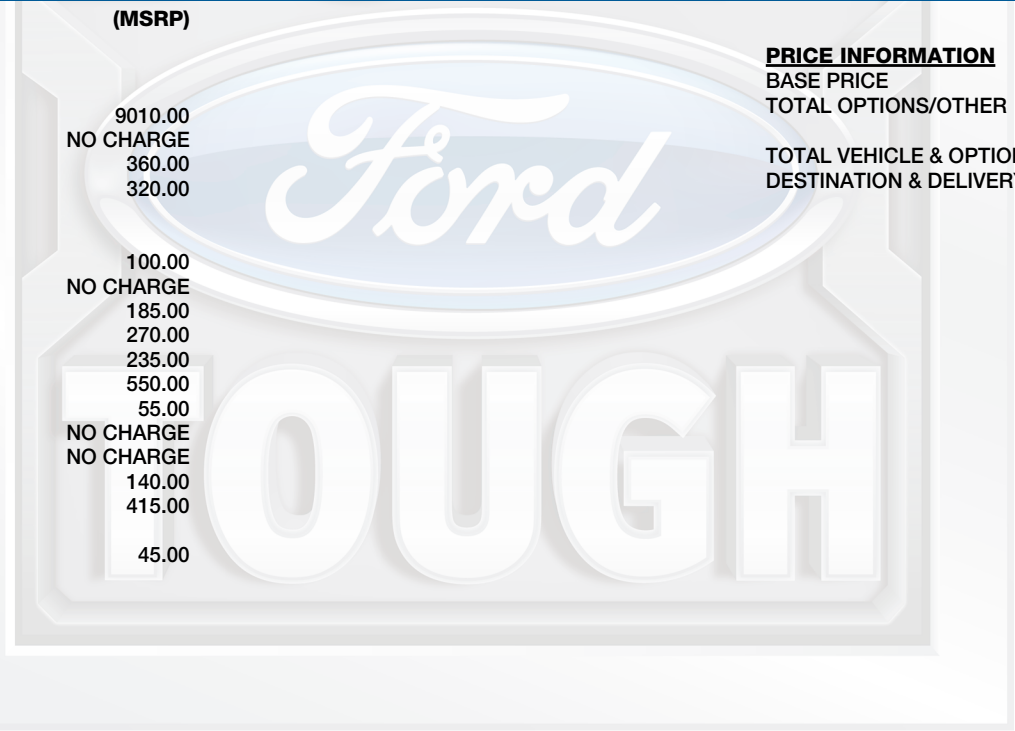 (MSRP)
9010.00
NO CHARGE
360.00
320.00
100.00
NO CHARGE
185.00
270.00
235.00
550.00
55.00
NO CHARGE
NO CHARGE
140.00
415.00
45.00
PRICE INFORMATION
BASE PRICE
TOTAL OPTIONS/OTHER
TOTAL VEHICLE & OPTION
DESTINATION & DELIVERY
Ford
TOUGH